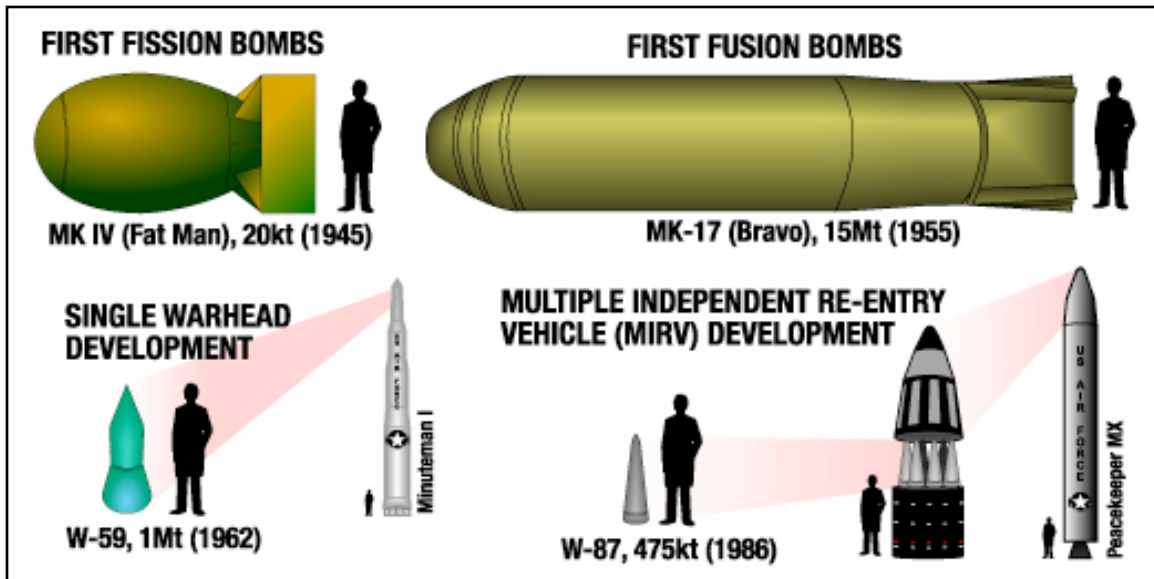 FIRST FISSION BOMBS
FIRST FUSION BOMBS
MK IV (Fat Man), 20kt (1945)
MK-17 (Bravo), 15Mt (1955)
SINGLE WARHEAD
DEVELOPMENT
Minuteman I
W-59, 1Mt (1962)
MULTIPLE INDEPENDENT RE-ENTRY
VEHICLE (MIRV) DEVELOPMENT
US AIR FORCE
Peacekeeper MX
W-87, 475kt (1986)